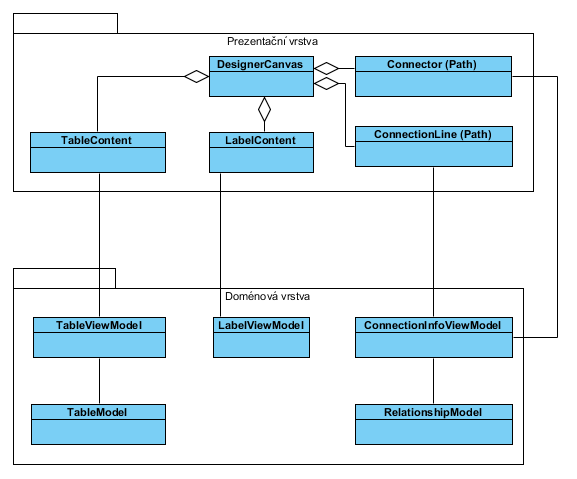 Prezentační vrstva
DesignerCanvas
Connector (Path)
TableContent
LabelContent
ConnectionLine (Path)
Doménová vrstva
TableViewModel
LabelViewModel
ConnectionInfoViewModel
TableModel
RelationshipModel